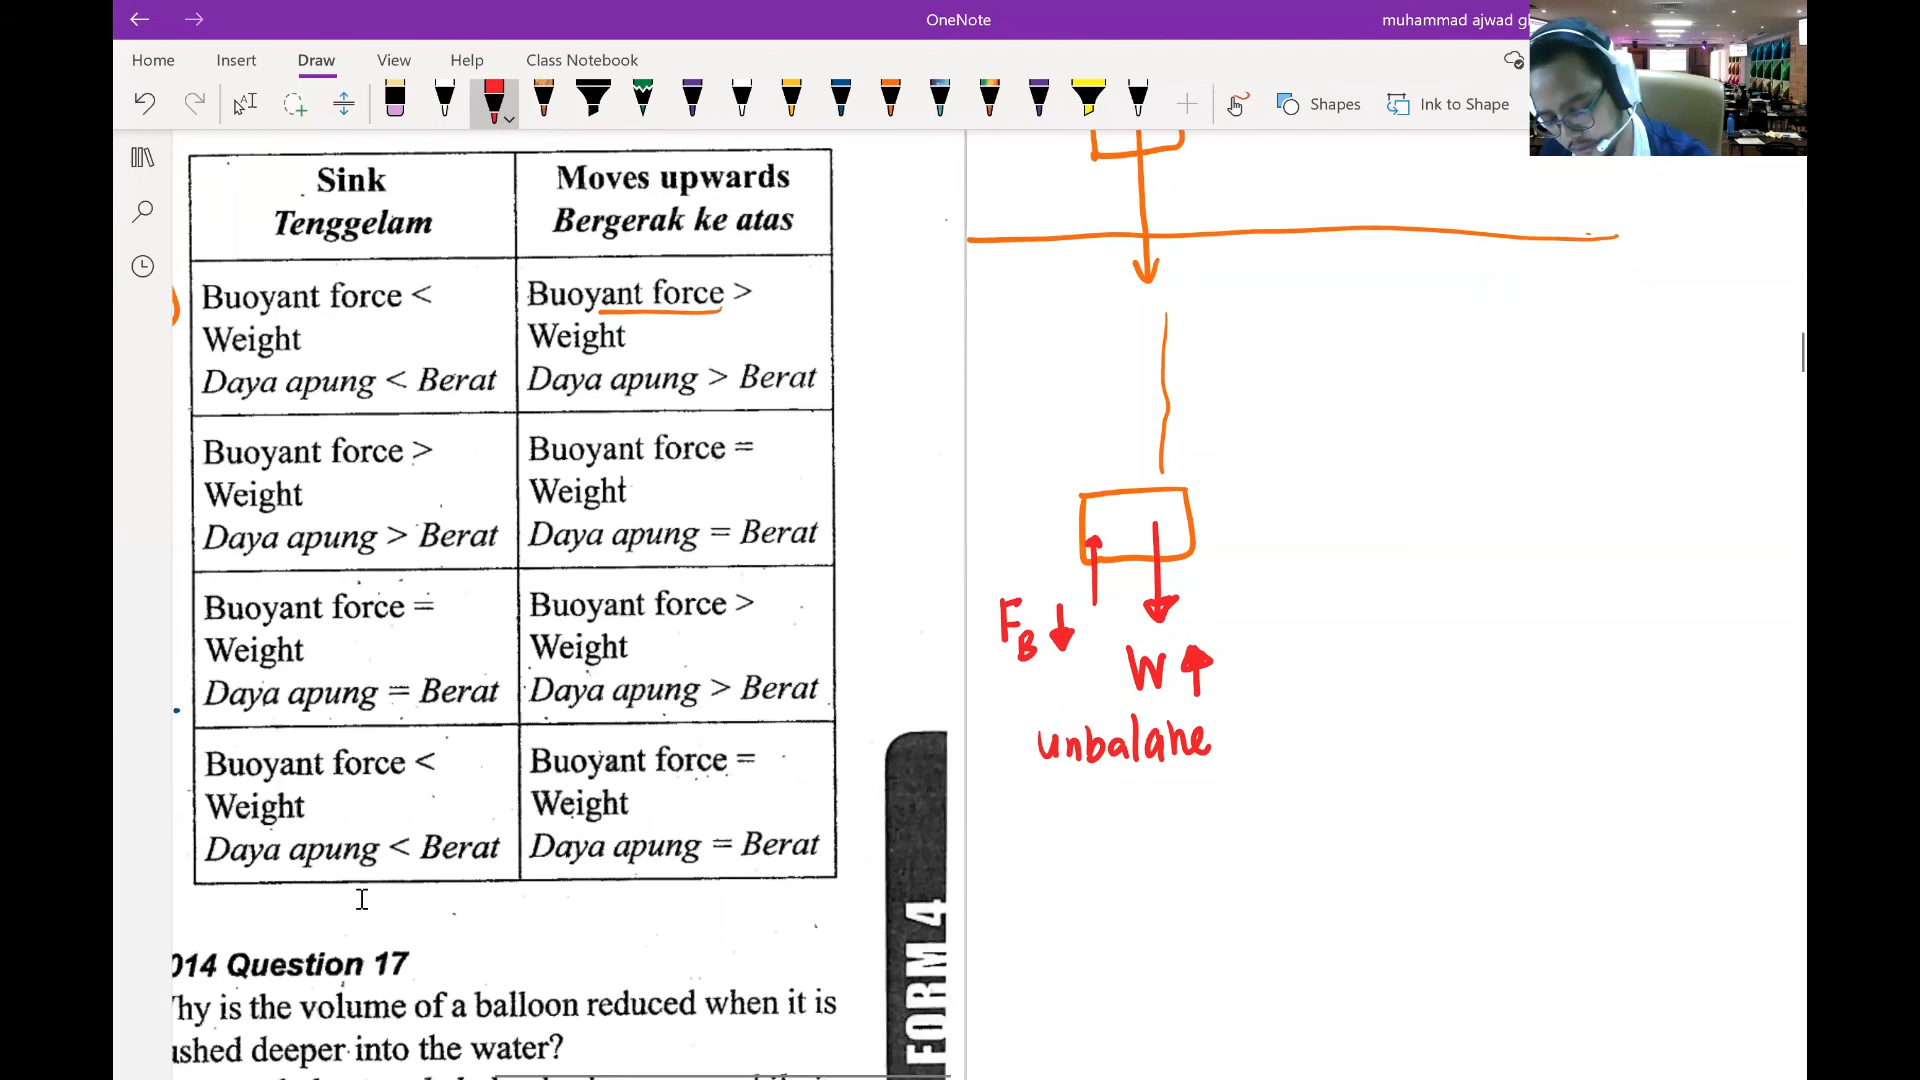 OneNote
muhammad ajwad g
Home Insert Draw View Help Class Notebook
Shapes Ink to Shape
Sink Moves upwards
Tenggelam Bergerak ke atas
Buoyant force < Buoyant force >
Weight Weight
Daya apung < Berat Daya apung > Berat
Buoyant force > Buoyant force =
Weight Weight
Daya apung > Berat Daya apung = Berat
Buoyant force = Buoyant force >
Weight Weight
Daya apung = Berat Daya apung > Berat
Buoyant force < Buoyant force =
Weight Weight
Daya apung < Berat Daya apung = Berat
014 Question 17
hy is the volume of a balloon reduced when it is
ushed deeper into the water?
FORM 4
FB ↓
W ↑
unbalance